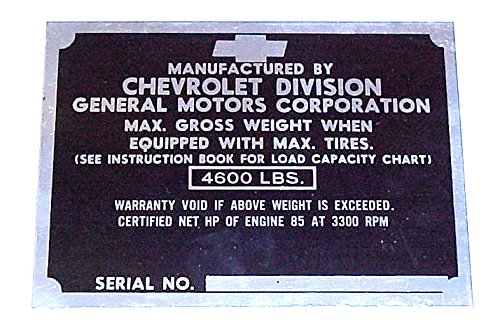 MANUFACTURED BY
CHEVROLET DIVISION
GENERAL MOTORS CORPORATION
MAX. GROSS WEIGHT WHEN
EQUIPPED WITH MAX. TIRES.
(SEE INSTRUCTION BOOK FOR LOAD CAPACITY CHART)
4600 LBS.
WARRANTY VOID IF ABOVE WEIGHT IS EXCEEDED.
CERTIFIED NET HP OF ENGINE 85 AT 3300 RPM
SERIAL NO.